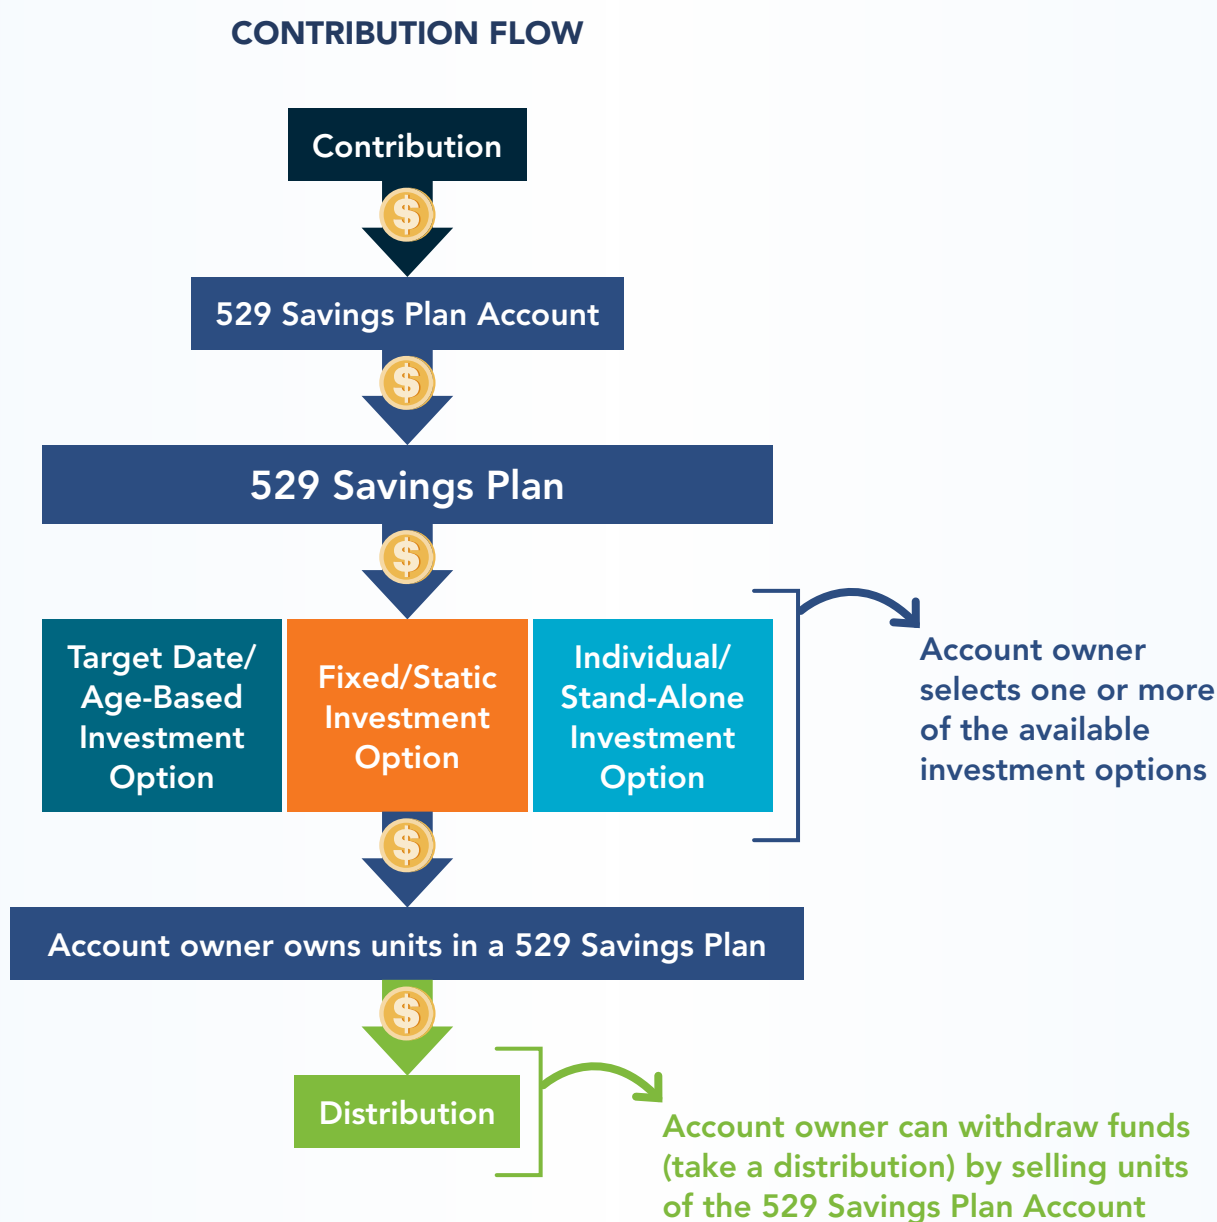 CONTRIBUTION FLOW
Contribution
$
529 Savings Plan Account
$
529 Savings Plan
$
Target Date/
Age-Based
Investment
Option
Fixed/Static
Investment
Option
Individual/
Stand-Alone
Investment
Option
Account owner
selects one or more
of the available
investment options
$
Account owner owns units in a 529 Savings Plan
$
Distribution
Account owner can withdraw funds
(take a distribution) by selling units
of the 529 Savings Plan Account